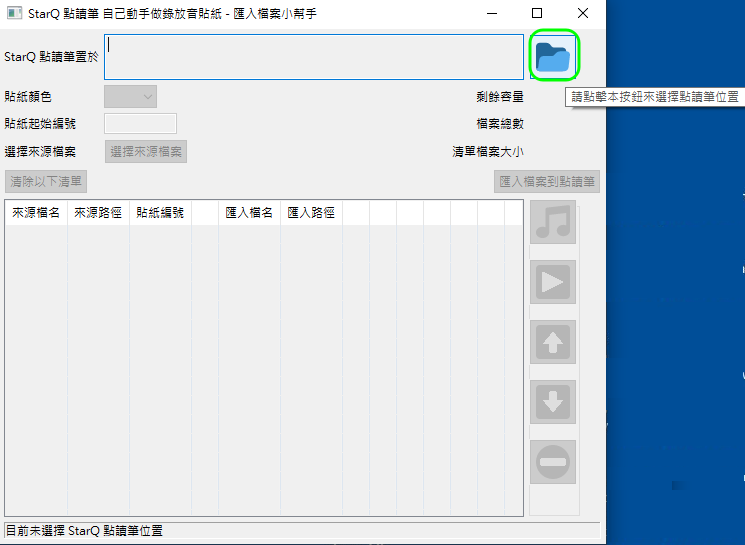 StarQ 點讀筆 自己動手做錄放音貼紙 - 匯入檔案小幫手
StarQ 點讀筆置於
請點擊本按鈕來選擇點讀筆位置
貼紙顏色
剩餘容量
貼紙起始編號
檔案總數
選擇來源檔案 選擇來源檔案
清單檔案大小
清除以下清單
匯入檔案到點讀筆
來源檔名 來源路徑 貼紙編號 匯入檔名 匯入路徑
目前未選擇 StarQ 點讀筆位置